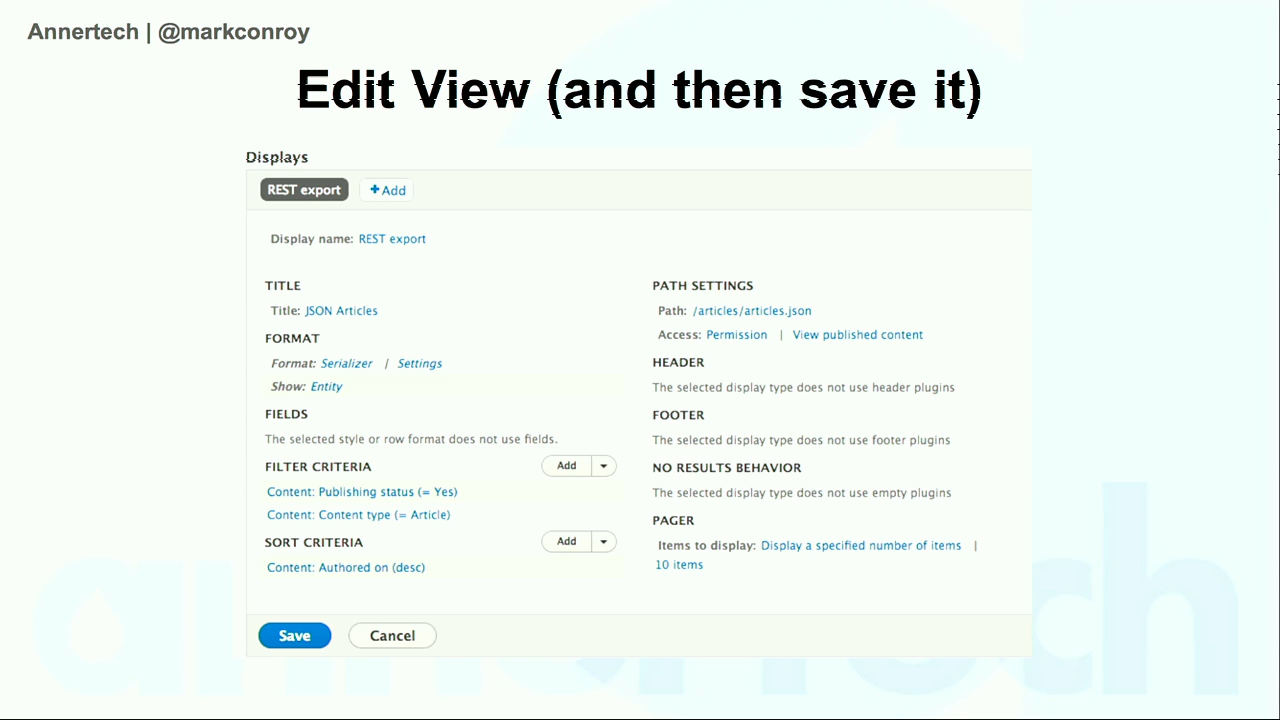 Annertech | @markconroy
Edit View (and then save it)
Displays
REST export
+ Add
Display name: REST export
TITLE
Title: JSON Articles
FORMAT
Format: Serializer | Settings
Show: Entity
FIELDS
The selected style or row format does not use fields.
FILTER CRITERIA
Add
Content: Publishing status (= Yes)
Content: Content type (= Article)
SORT CRITERIA
Add
Content: Authored on (desc)
PATH SETTINGS
Path: /articles/articles.json
Access: Permission | View published content
HEADER
The selected display type does not use header plugins
FOOTER
The selected display type does not use footer plugins
NO RESULTS BEHAVIOR
The selected display type does not use empty plugins
PAGER
Items to display: Display a specified number of items |
10 items
Save
Cancel
annertech